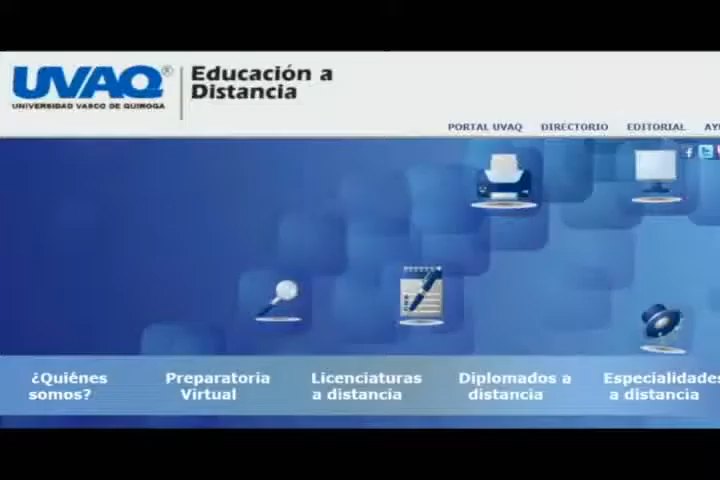 UVAQ®
UNIVERSIDAD VASCO DE QUIROGA
Educación a
Distancia
PORTAL UVAQ DIRECTORIO EDITORIAL AY
¿Quiénes
somos?
Preparatoria
Virtual
Licenciaturas
a distancia
Diplomados a
distancia
Especialidades
a distancia